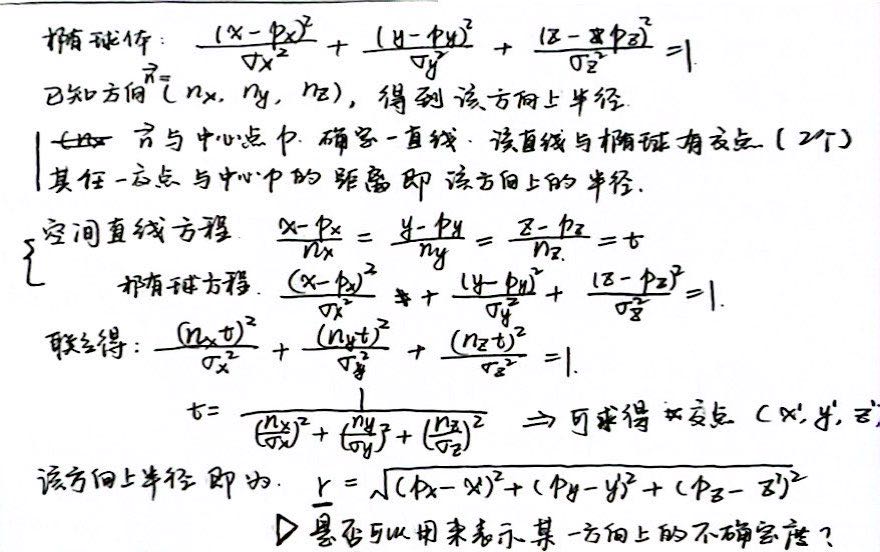 椭球体: \frac{(x-p_x)^2}{\sigma_x^2} + \frac{(y-p_y)^2}{\sigma_y^2} + \frac{(z-p_z)^2}{\sigma_z^2} = 1
已知方向 \vec{n}=(n_x, n_y, n_z), 得到该方向上半径.
\vec{n} 与中心点 p. 确定一直线. 该直线与椭球有交点 (2个)
其任一交点与中心 p 的距离即该方向上的半径.
空间直线方程. \frac{x-p_x}{n_x} = \frac{y-p_y}{n_y} = \frac{z-p_z}{n_z} = t
椭球方程. \frac{(x-p_x)^2}{\sigma_x^2} + \frac{(y-p_y)^2}{\sigma_y^2} + \frac{(z-p_z)^2}{\sigma_z^2} = 1.
联立得: \frac{(n_x t)^2}{\sigma_x^2} + \frac{(n_y t)^2}{\sigma_y^2} + \frac{(n_z t)^2}{\sigma_z^2} = 1.
t = \frac{1}{(\frac{n_x}{\sigma_x})^2 + (\frac{n_y}{\sigma_y})^2 + (\frac{n_z}{\sigma_z})^2} ⇒ 可求得交点 (x', y', z')
该方向上半径即为. r = \sqrt{(p_x-x')^2 + (p_y-y')^2 + (p_z-z')^2}
▷ 是否可以用来表示某一方向上的不确定度?